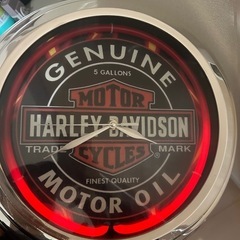 GENUINE
5 GALLONS
MOTOR
HARLEY-DAVIDSON
TRADE MARK
CYCLES
FINEST QUALITY
MOTOR OIL